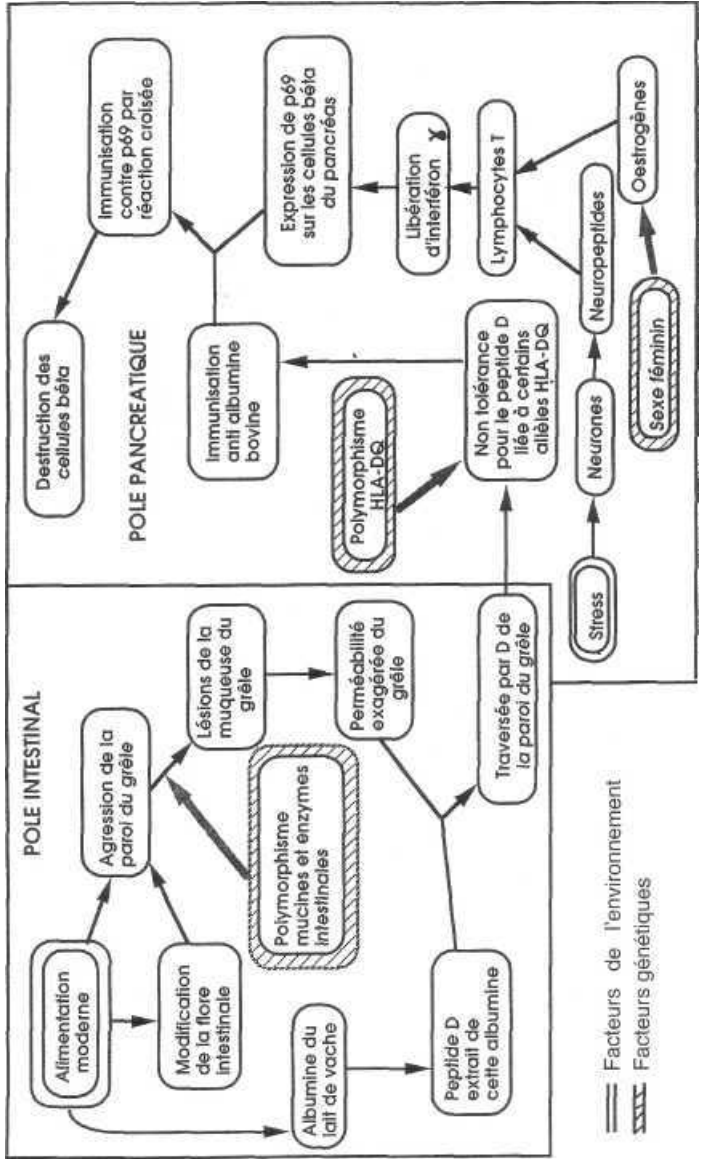 POLE INTESTINAL
Alimentation
moderne
Agression de la
paroi du grêle
Modification
de la flore
intestinale
Lésions de la
muqueuse du
grêle
Polymorphisme
mucines et enzymes
intestinales
Albumine du
lait de vache
Perméabilité
exagérée du
grêle
Peptide D
extrait de
cette albumine
Traversée par D de
la paroi du grêle
POLE PANCREATIQUE
Destruction des
cellules béta
Immunisation
contre p69 par
réaction croisée
Immunisation
anti albumine
bovine
Expression de p69
sur les cellules béta
du pancréas
Polymorphisme
HLA-DQ
Libération
d'interféron ɣ
Non tolérance
pour le peptide D
liée à certains
allèles HLA-DQ
Lymphocytes T
Stress
Neurones
Neuropeptides
Oestrogènes
Sexe féminin
Facteurs de l'environnement
Facteurs génétiques